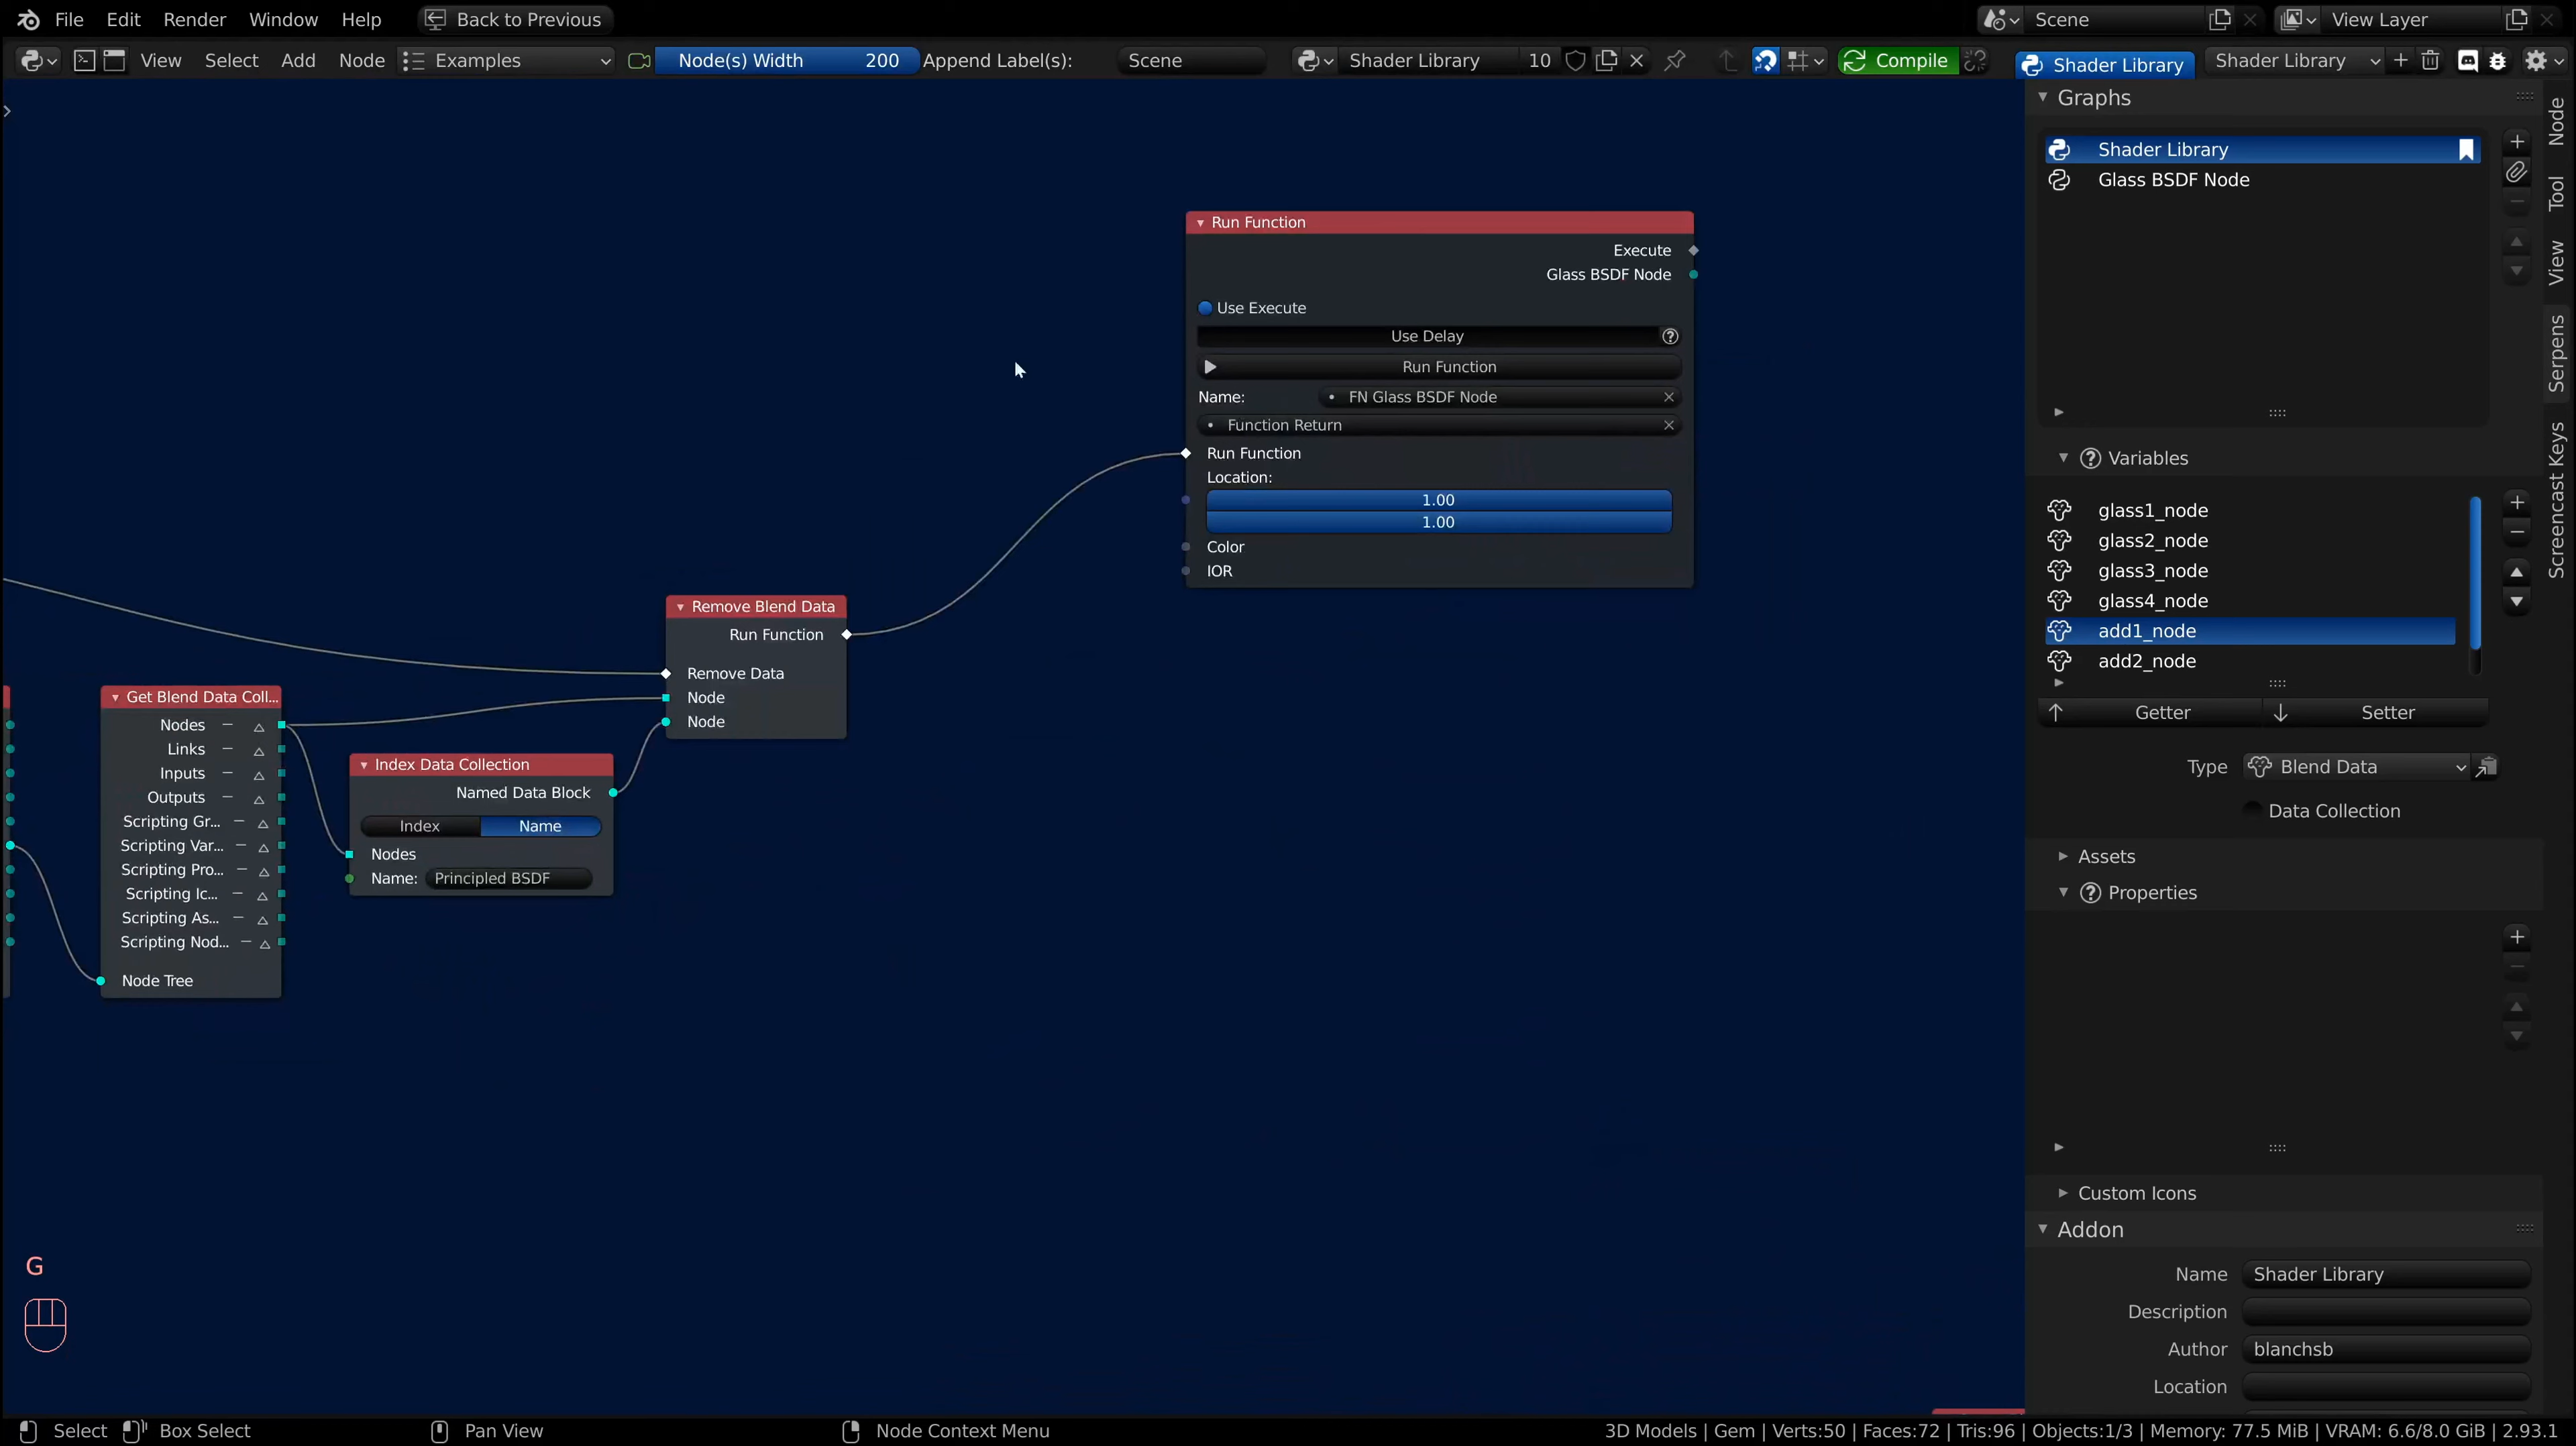 File Edit Render Window Help Back to Previous Scene View Layer
View Select Add Node Examples Node(s) Width 200 Append Label(s): Scene Shader Library 10 Compile Shader Library Shader Library
Graphs
Shader Library
Glass BSDF Node
Variables
glass1_node
glass2_node
glass3_node
glass4_node
add1_node
add2_node
Getter Setter
Type Blend Data
Data Collection
Assets
Properties
Custom Icons
Addon
Name Shader Library
Description
Author blanchsb
Location
Node
Tool
View
Serpens
Screencast Keys
Run Function
Execute
Glass BSDF Node
Use Execute
Use Delay
Run Function
Name: FN Glass BSDF Node
Function Return
Run Function
Location:
1.00
1.00
Color
IOR
Remove Blend Data
Run Function
Remove Data
Node
Node
Get Blend Data Coll...
Nodes
Links
Inputs
Outputs
Scripting Gr...
Scripting Var...
Scripting Pro...
Scripting Ic...
Scripting As...
Scripting Nod...
Node Tree
Index Data Collection
Named Data Block
Index Name
Nodes
Name: Principled BSDF
G
Select Box Select Pan View Node Context Menu 3D Models | Gem | Verts:50 | Faces:72 | Tris:96 | Objects:1/3 | Memory: 77.5 MiB | VRAM: 6.6/8.0 GiB | 2.93.1